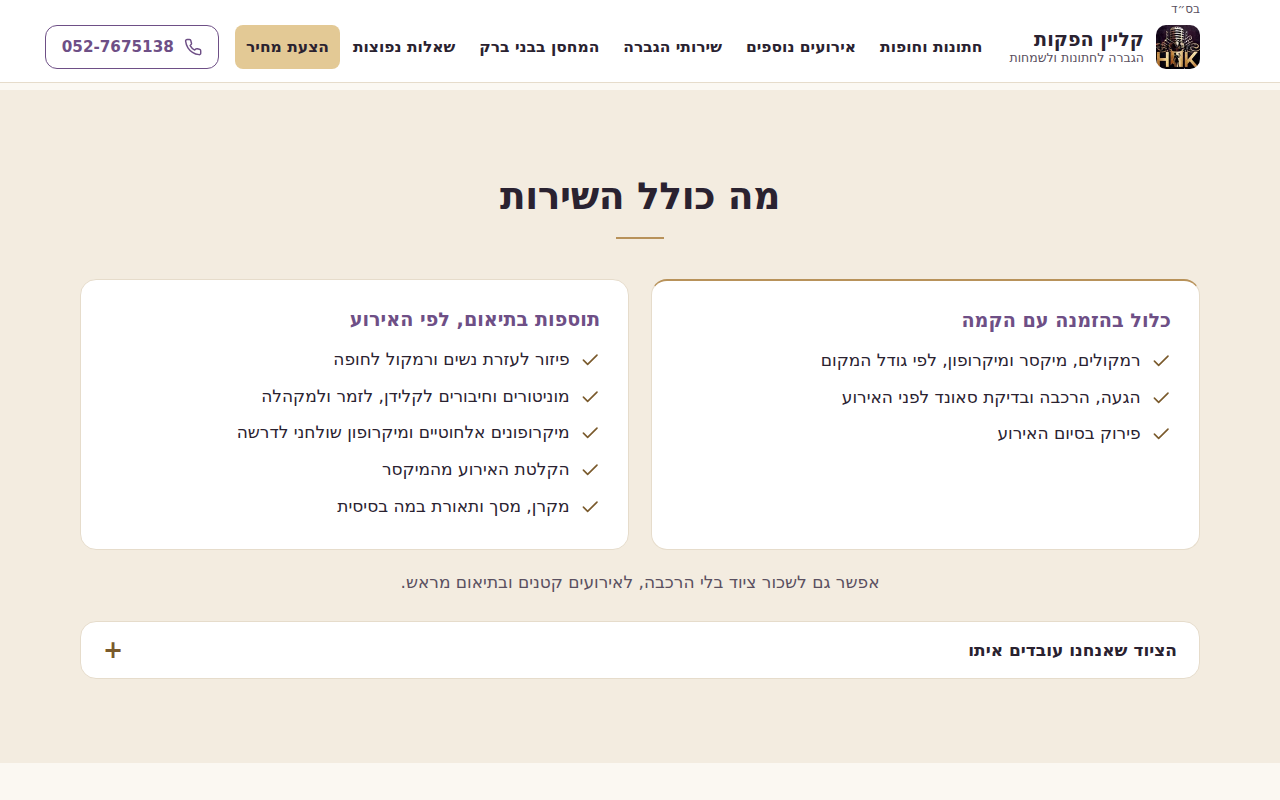 בס״ד
קליין הפקות
הגברה לחתונות ולשמחות
HNK
חתונות וחופות
אירועים נוספים
שירותי הגברה
המחסן בבני ברק
שאלות נפוצות
הצעת מחיר
052-7675138
מה כולל השירות
כלול בהזמנה עם הקמה
רמקולים, מיקסר ומיקרופון, לפי גודל המקום
הגעה, הרכבה ובדיקת סאונד לפני האירוע
פירוק בסיום האירוע
תוספות בתיאום, לפי האירוע
פיזור לעזרת נשים ורמקול לחופה
מוניטורים וחיבורים לקלידן, לזמר ולמקהלה
מיקרופונים אלחוטיים ומיקרופון שולחני לדרשה
הקלטת האירוע מהמיקסר
מקרן, מסך ותאורת במה בסיסית
אפשר גם לשכור ציוד בלי הרכבה, לאירועים קטנים ובתיאום מראש.
הציוד שאנחנו עובדים איתו
+